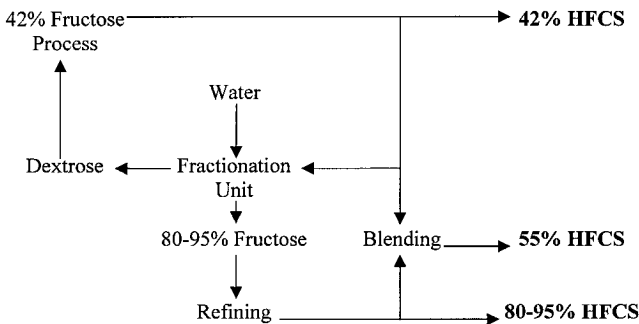 42% Fructose
Process
42% HFCS
Water
Dextrose
Fractionation
Unit
80-95% Fructose
Blending
55% HFCS
Refining
80-95% HFCS